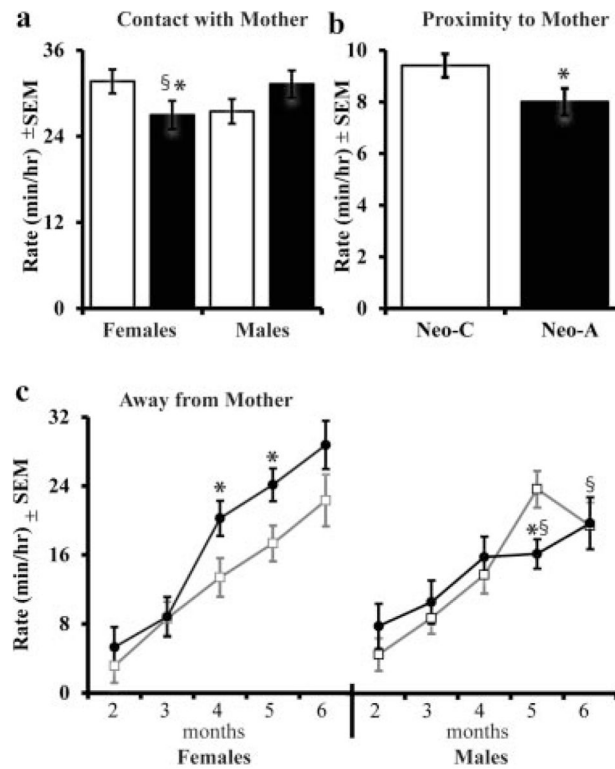 a Contact with Mother
Rate (min/hr) ± SEM
36
24
12
0
§ *
Females Males
b Proximity to Mother
Rate (min/hr) ± SEM
10
8
6
4
2
0
*
Neo-C Neo-A
c Away from Mother
Rate (min/hr) ± SEM
32
24
16
8
0
* *
*§ §
2 3 4 5 6 2 3 4 5 6
months months
Females Males